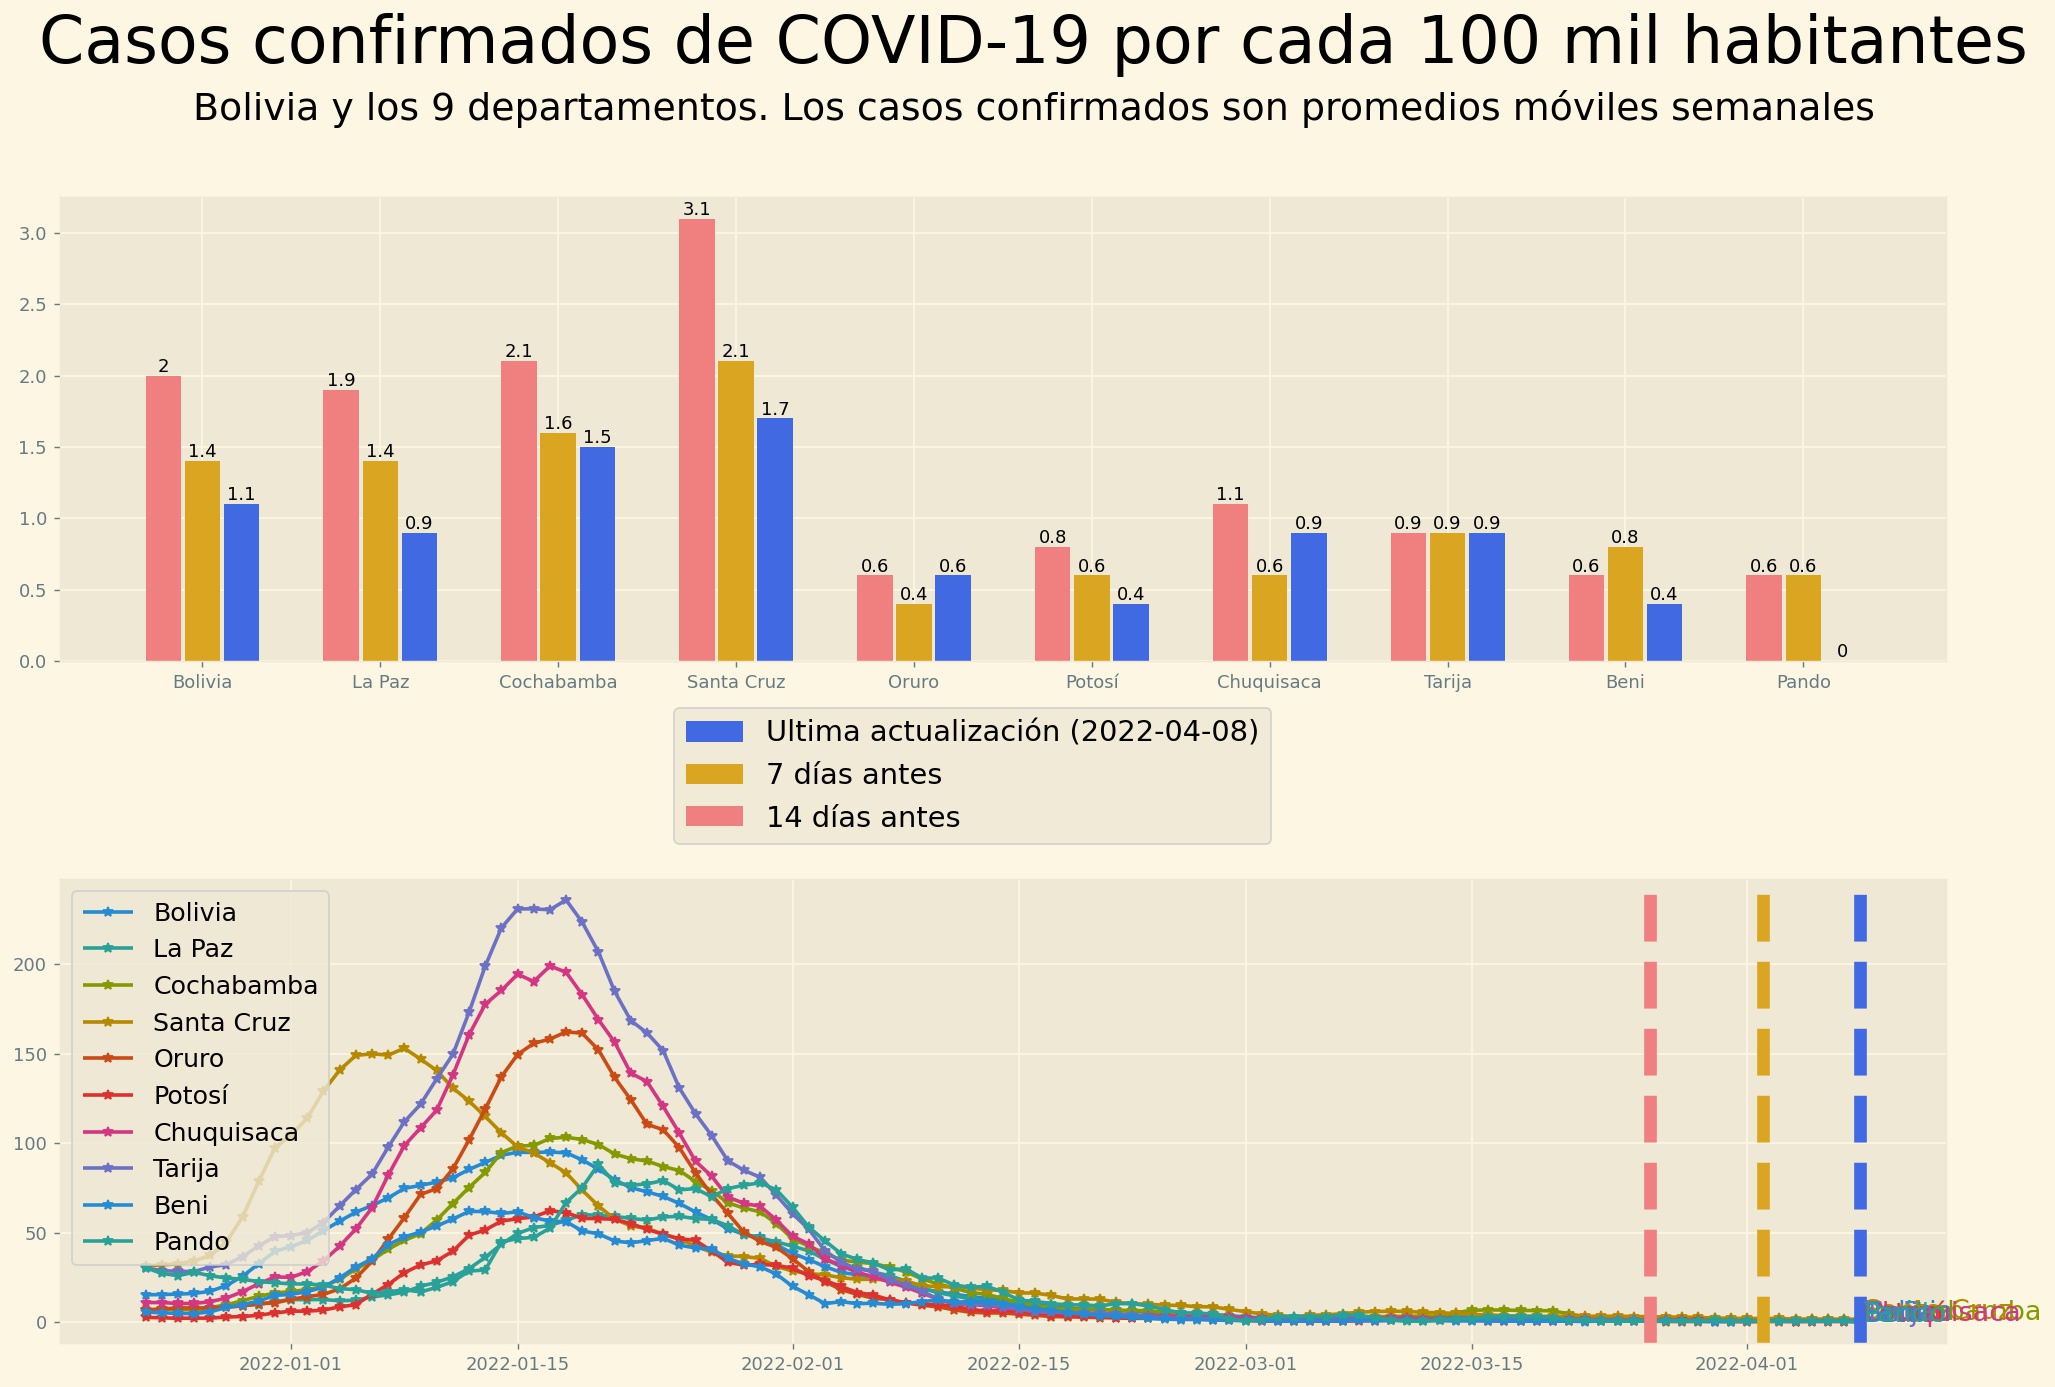 Casos confirmados de COVID-19 por cada 100 mil habitantes
Bolivia y los 9 departamentos. Los casos confirmados son promedios móviles semanales
3.0
2.5
2.0
1.5
1.0
0.5
0.0
2 1.4 1.1
1.9 1.4 0.9
2.1 1.6 1.5
3.1 2.1 1.7
0.6 0.4 0.6
0.8 0.6 0.4
1.1 0.6 0.9
0.9 0.9 0.9
0.6 0.8 0.4
0.6 0.6 0
Bolivia La Paz Cochabamba Santa Cruz Oruro Potosí Chuquisaca Tarija Beni Pando
Ultima actualización (2022-04-08)
7 días antes
14 días antes
200
150
100
50
0
Bolivia
La Paz
Cochabamba
Santa Cruz
Oruro
Potosí
Chuquisaca
Tarija
Beni
Pando
2022-01-01 2022-01-15 2022-02-01 2022-02-15 2022-03-01 2022-03-15 2022-04-01